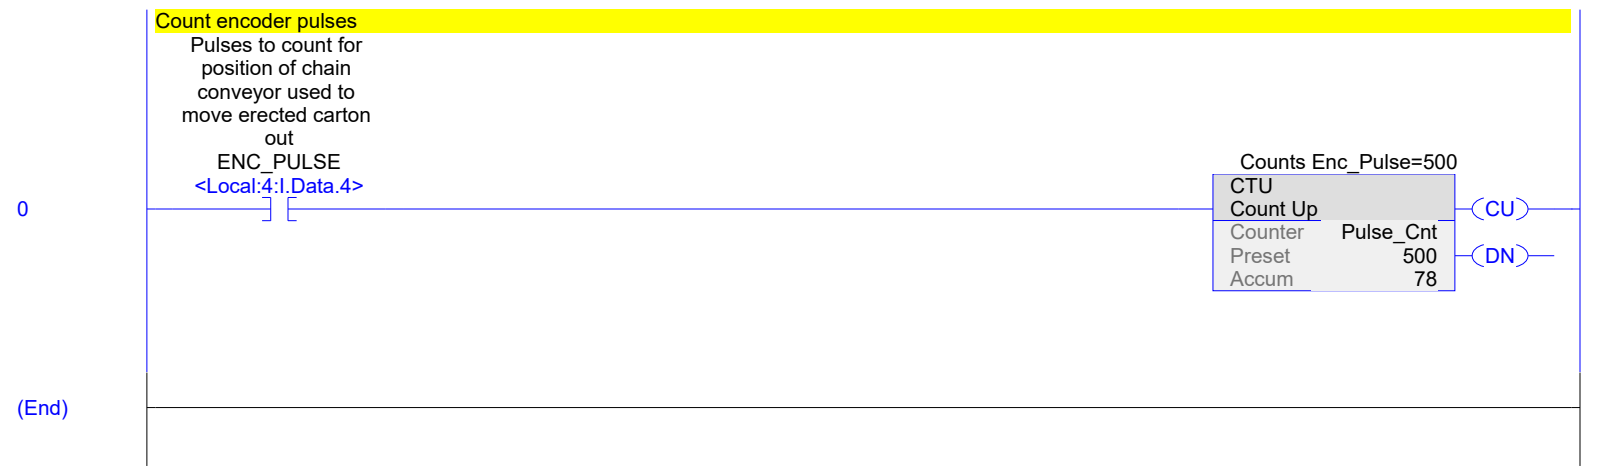 Count encoder pulses
Pulses to count for
position of chain
conveyor used to
move erected carton
out
ENC_PULSE
<Local:4:I.Data.4>
0
Counts Enc_Pulse=500
CTU
Count Up
CU
Counter Pulse_Cnt
Preset 500
DN
Accum 78
(End)